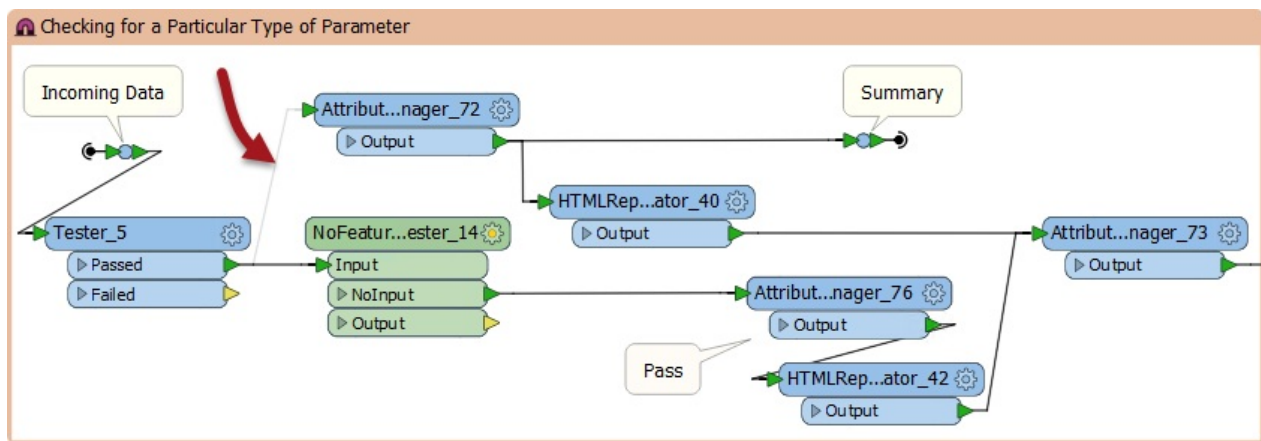 Checking for a Particular Type of Parameter
Incoming Data
Attribut...nager_72
Output
Summary
HTMLRep...ator_40
Output
Tester_5
Passed
Failed
NoFeatur...ester_14
Input
NoInput
Output
Attribut...nager_73
Output
Attribut...nager_76
Output
Pass
HTMLRep...ator_42
Output